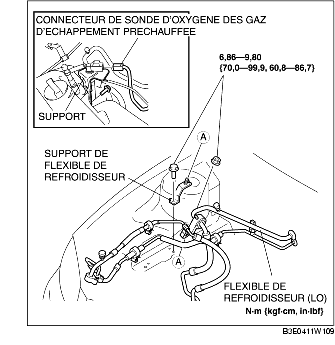 CONNECTEUR DE SONDE D'OXYGENE DES GAZ
D'ECHAPPEMENT PRECHAUFFEE
SUPPORT
6,86—9,80
{70,0—99,9, 60,8—86,7}
A
SUPPORT DE
FLEXIBLE DE
REFROIDISSEUR
A
FLEXIBLE DE
REFROIDISSEUR (LO)
N·m {kgf·cm, in·lbf}
B3E0411W109